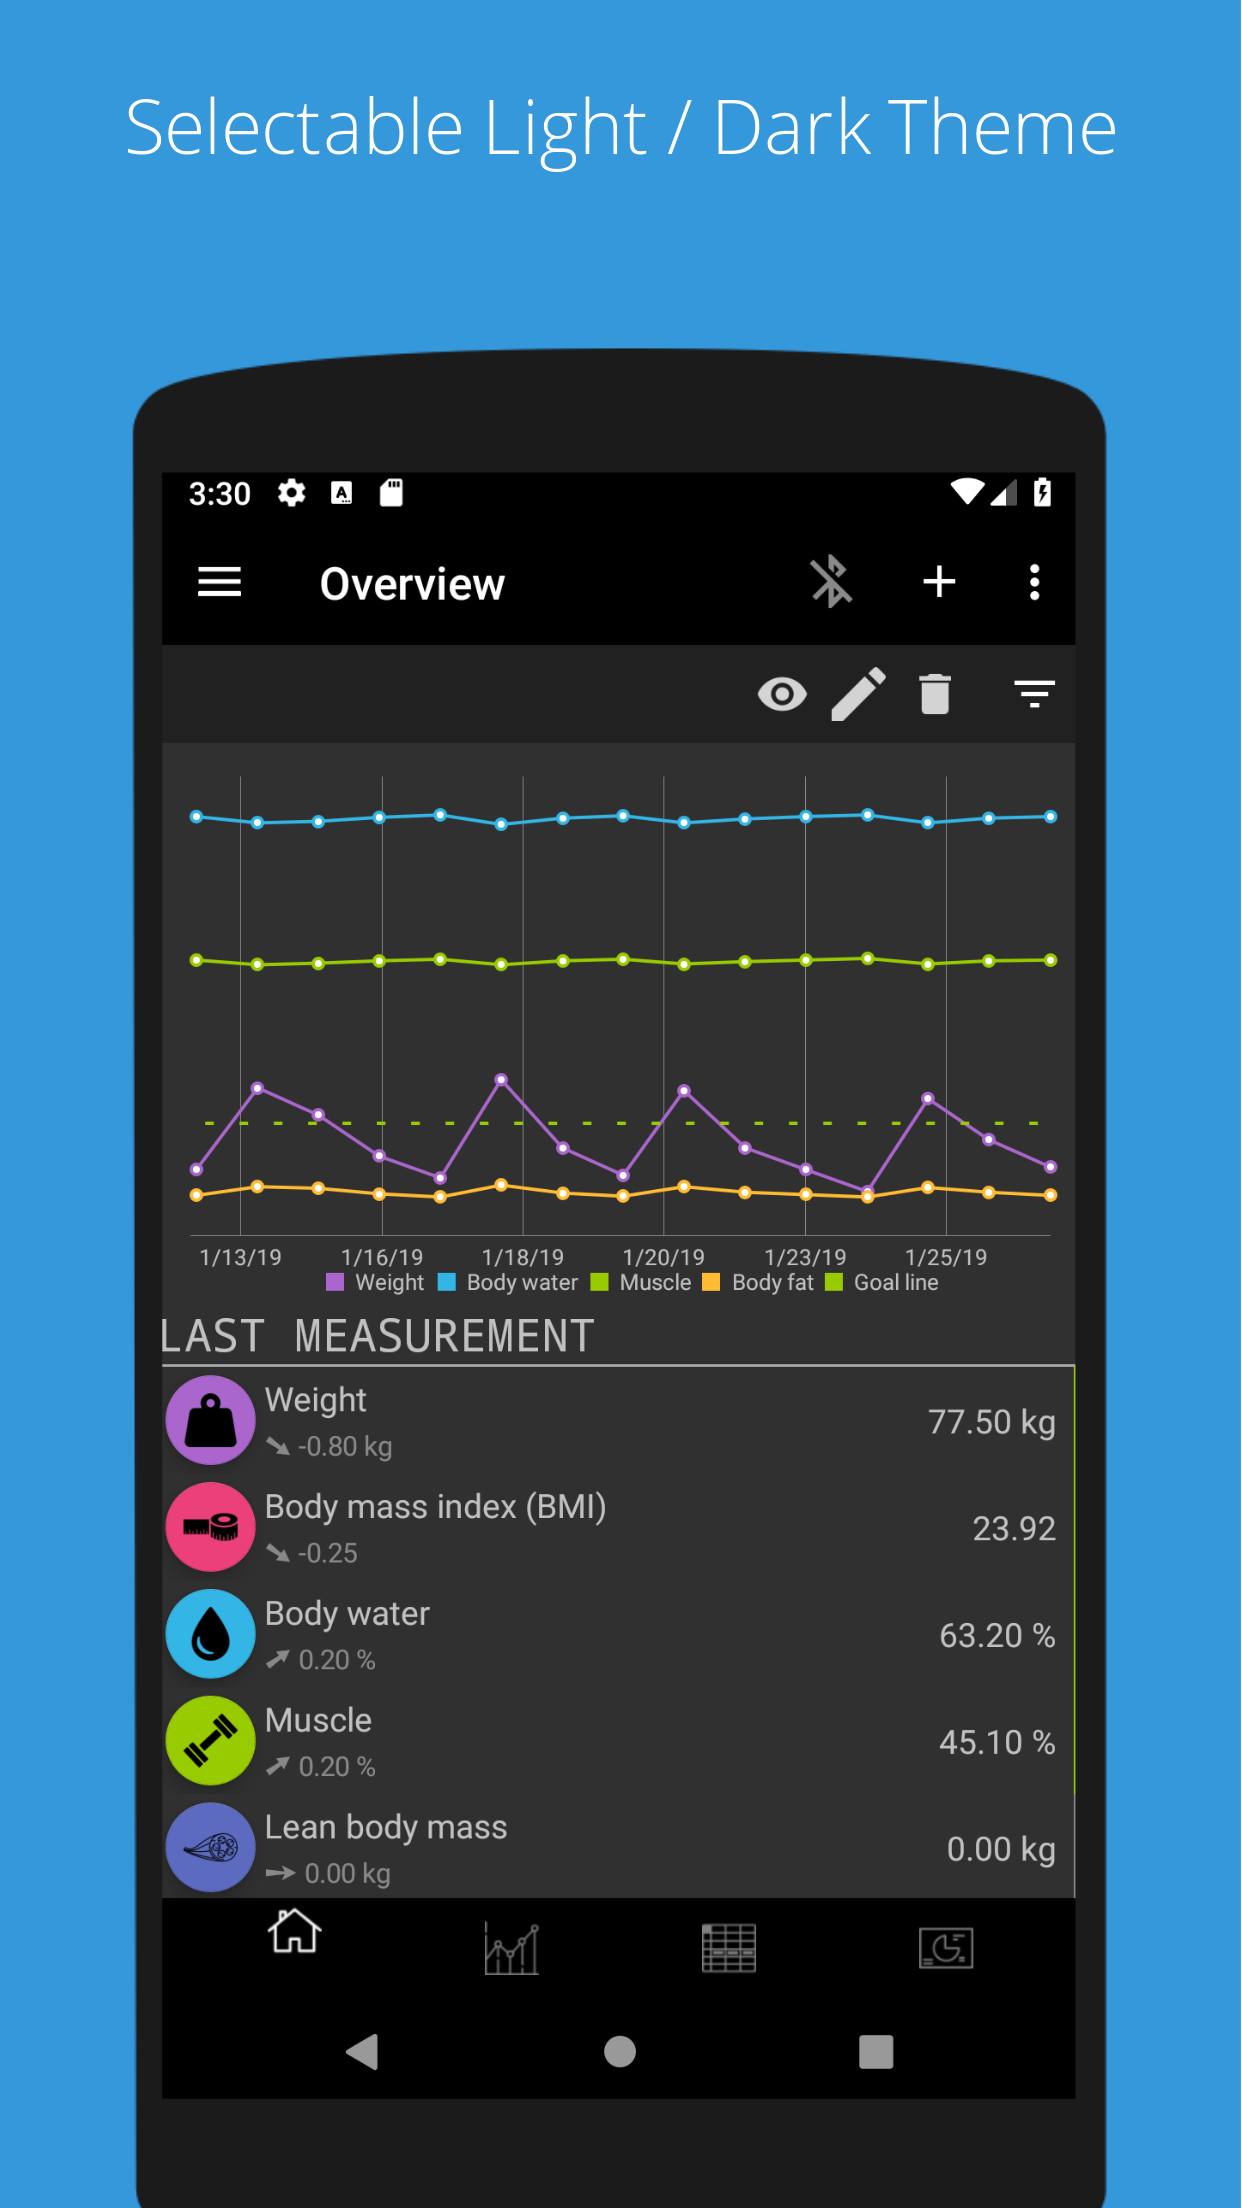 Selectable Light / Dark Theme
3:30
A
Overview
1/13/19 1/16/19 1/18/19 1/20/19 1/23/19 1/25/19
Weight Body water Muscle Body fat Goal line
LAST MEASUREMENT
Weight
77.50 kg
-0.80 kg
Body mass index (BMI)
23.92
-0.25
Body water
63.20 %
0.20 %
Muscle
45.10 %
0.20 %
Lean body mass
0.00 kg
0.00 kg